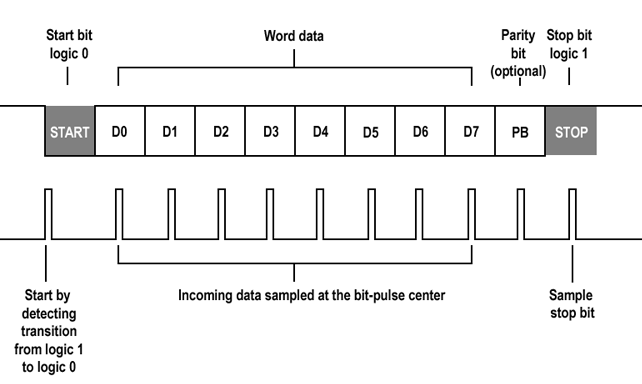 Start bit
logic 0
Word data
Parity
bit
(optional)
Stop bit
logic 1
START D0 D1 D2 D3 D4 D5 D6 D7 PB STOP
Start by
detecting
transition
from logic 1
to logic 0
Incoming data sampled at the bit-pulse center
Sample
stop bit